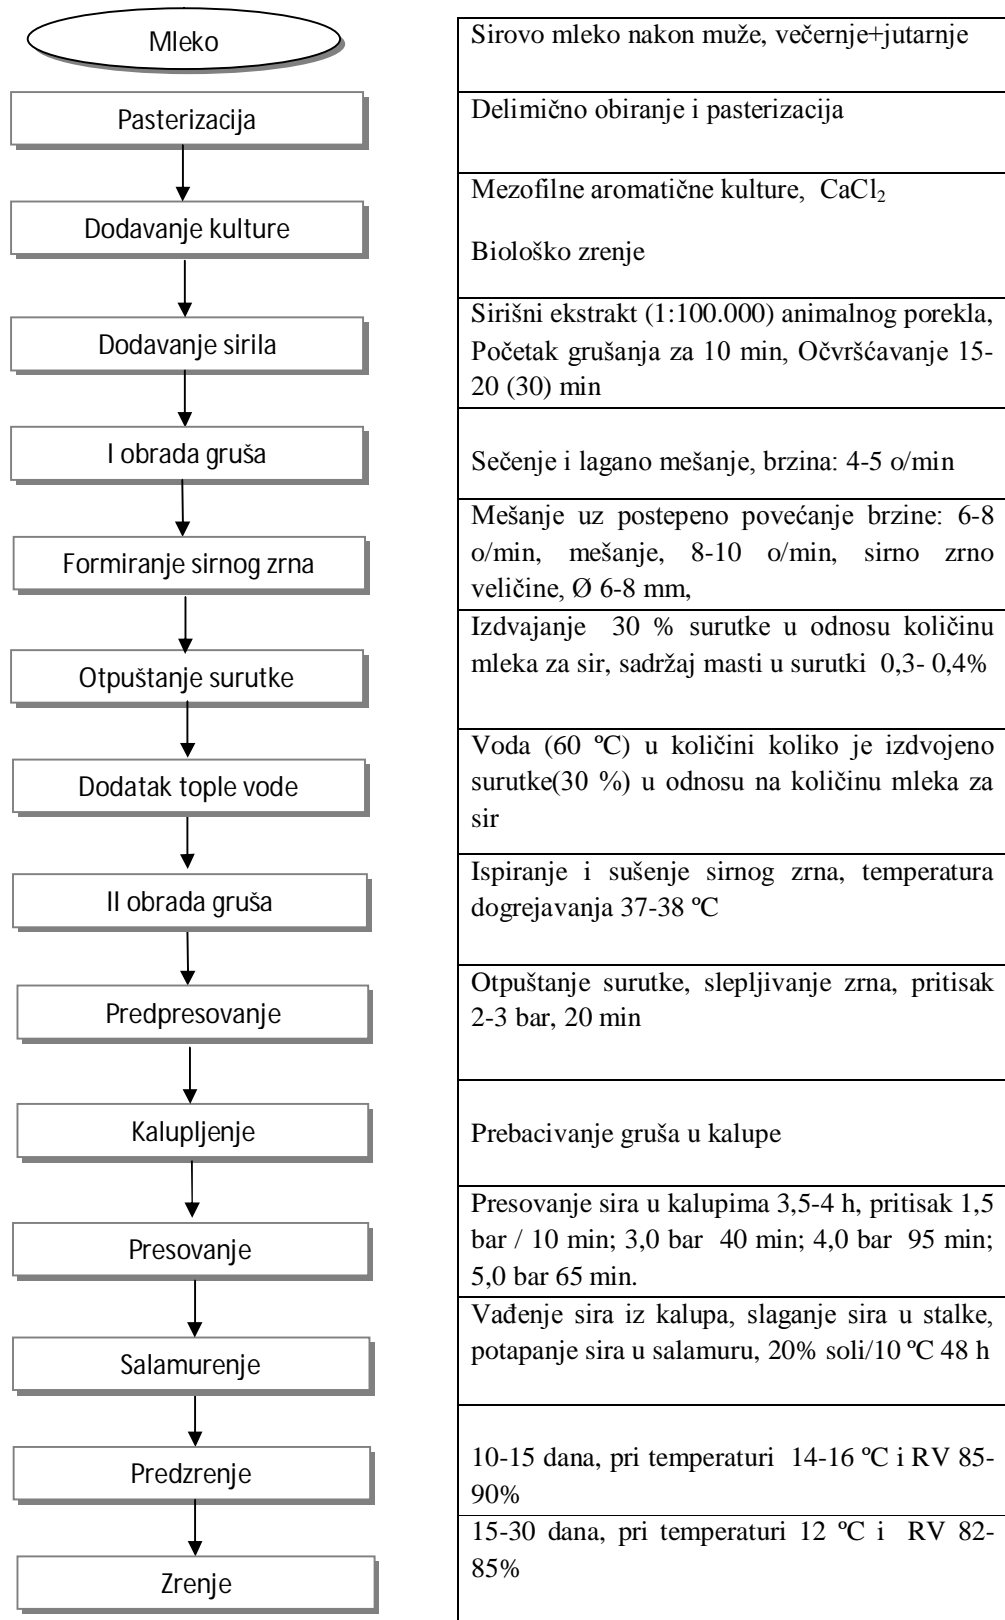 Mleko
Sirovo mleko nakon muže, večernje+jutarnje
Pasterizacija
Delimično obiranje i pasterizacija
Dodavanje kulture
Mezofilne aromatične kulture, CaCl₂
Biološko zrenje
Dodavanje sirila
Sirišni ekstrakt (1:100.000) animalnog porekla,
Početak grušanja za 10 min, Očvršćavanje 15-
20 (30) min
I obrada gruša
Sečenje i lagano mešanje, brzina: 4-5 o/min
Formiranje sirnog zrna
Mešanje uz postepeno povećanje brzine: 6-8
o/min, mešanje, 8-10 o/min, sirno zrno
veličine, Ø 6-8 mm,
Otpuštanje surutke
Izdvajanje 30 % surutke u odnosu količinu
mleka za sir, sadržaj masti u surutki 0,3- 0,4%
Dodatak tople vode
Voda (60 ºC) u količini koliko je izdvojeno
surutke(30 %) u odnosu na količinu mleka za
sir
II obrada gruša
Ispiranje i sušenje sirnog zrna, temperatura
dogrejavanja 37-38 ºC
Predpresovanje
Otpuštanje surutke, slepljivanje zrna, pritisak
2-3 bar, 20 min
Kalupljenje
Prebacivanje gruša u kalupe
Presovanje
Presovanje sira u kalupima 3,5-4 h, pritisak 1,5
bar / 10 min; 3,0 bar 40 min; 4,0 bar 95 min;
5,0 bar 65 min.
Salamurenje
Vađenje sira iz kalupa, slaganje sira u stalke,
potapanje sira u salamuru, 20% soli/10 ºC 48 h
Predzrenje
10-15 dana, pri temperaturi 14-16 ºC i RV 85-
90%
Zrenje
15-30 dana, pri temperaturi 12 ºC i RV 82-
85%